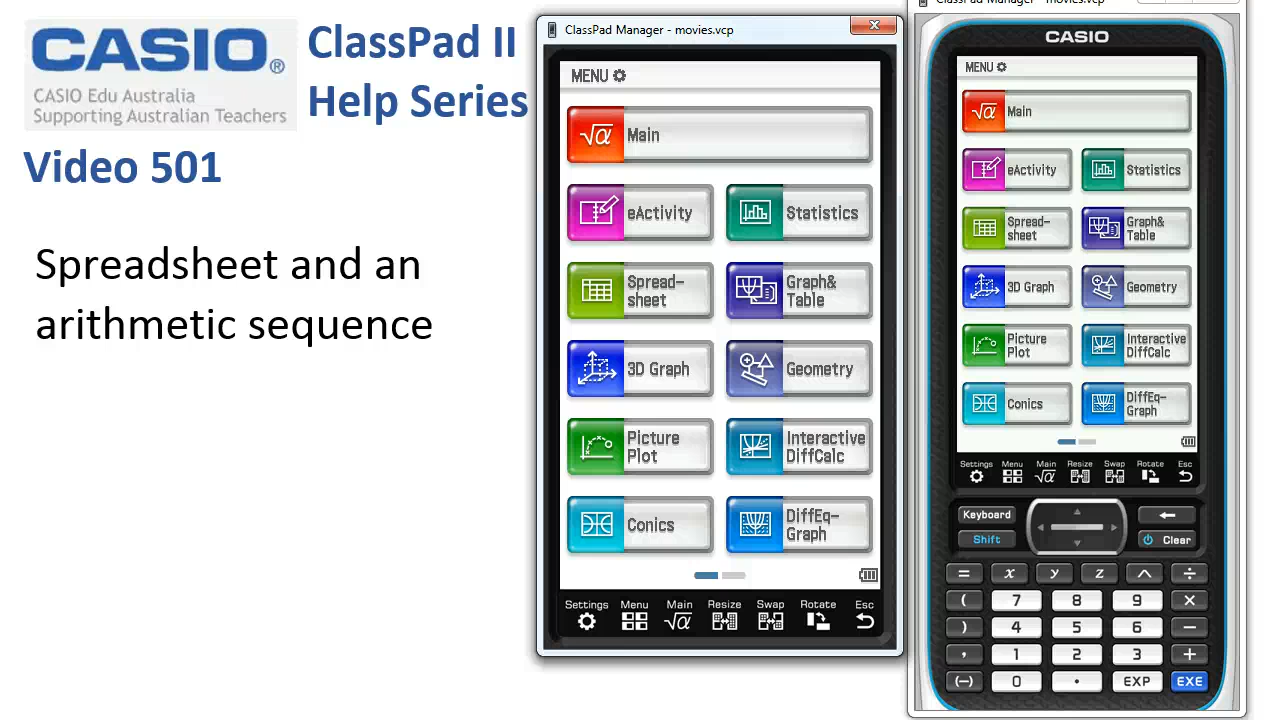 CASIO®
CASIO Edu Australia
Supporting Australian Teachers
ClassPad II
Help Series
Video 501
Spreadsheet and an
arithmetic sequence
ClassPad Manager - movies.vcp
MENU
√α Main
eActivity
Statistics
Spread-
sheet
Graph&
Table
3D Graph
Geometry
Picture
Plot
Interactive
DiffCalc
Conics
DiffEq-
Graph
Settings Menu Main Resize Swap Rotate Esc
√α
ClassPad Manager - movies.vcp
CASIO
MENU
√α Main
eActivity
Statistics
Spread-
sheet
Graph&
Table
3D Graph
Geometry
Picture
Plot
Interactive
DiffCalc
Conics
DiffEq-
Graph
Settings Menu Main Resize Swap Rotate Esc
√α
Keyboard
Shift
Clear
= x y z ^ ÷
( 7 8 9 ×
) 4 5 6 −
, 1 2 3 +
(−) 0 · EXP EXE